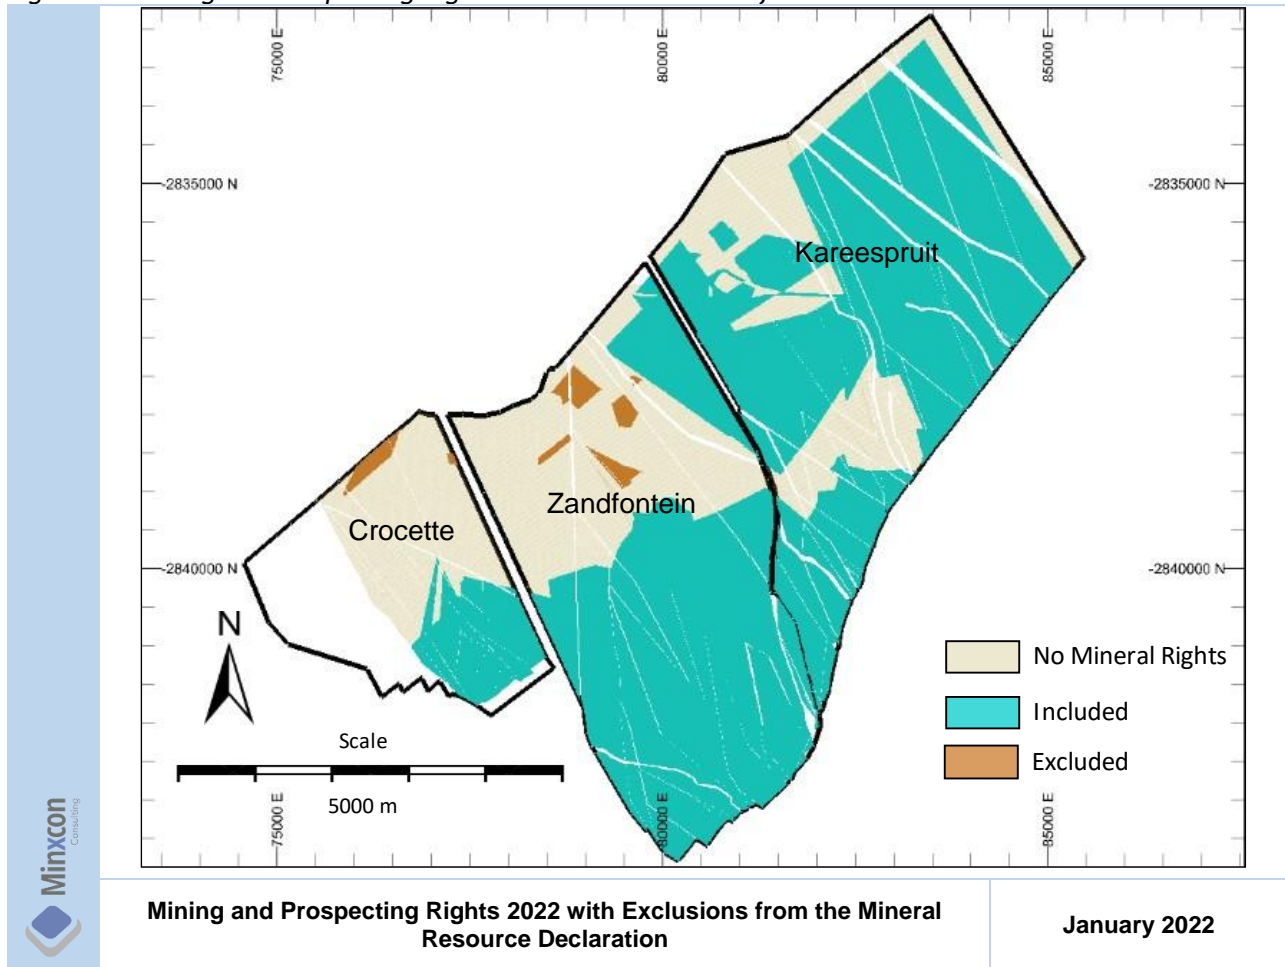 75000 E
80000 E
85000 E
-2835000 N
-2835000 N
Kareespruit
Zandfontein
Crocette
-2840000 N
-2840000 N
N
No Mineral Rights
Included
Excluded
Scale
5000 m
75000 E
80000 E
85000 E
Minxcon
Consulting
Mining and Prospecting Rights 2022 with Exclusions from the Mineral
Resource Declaration
January 2022